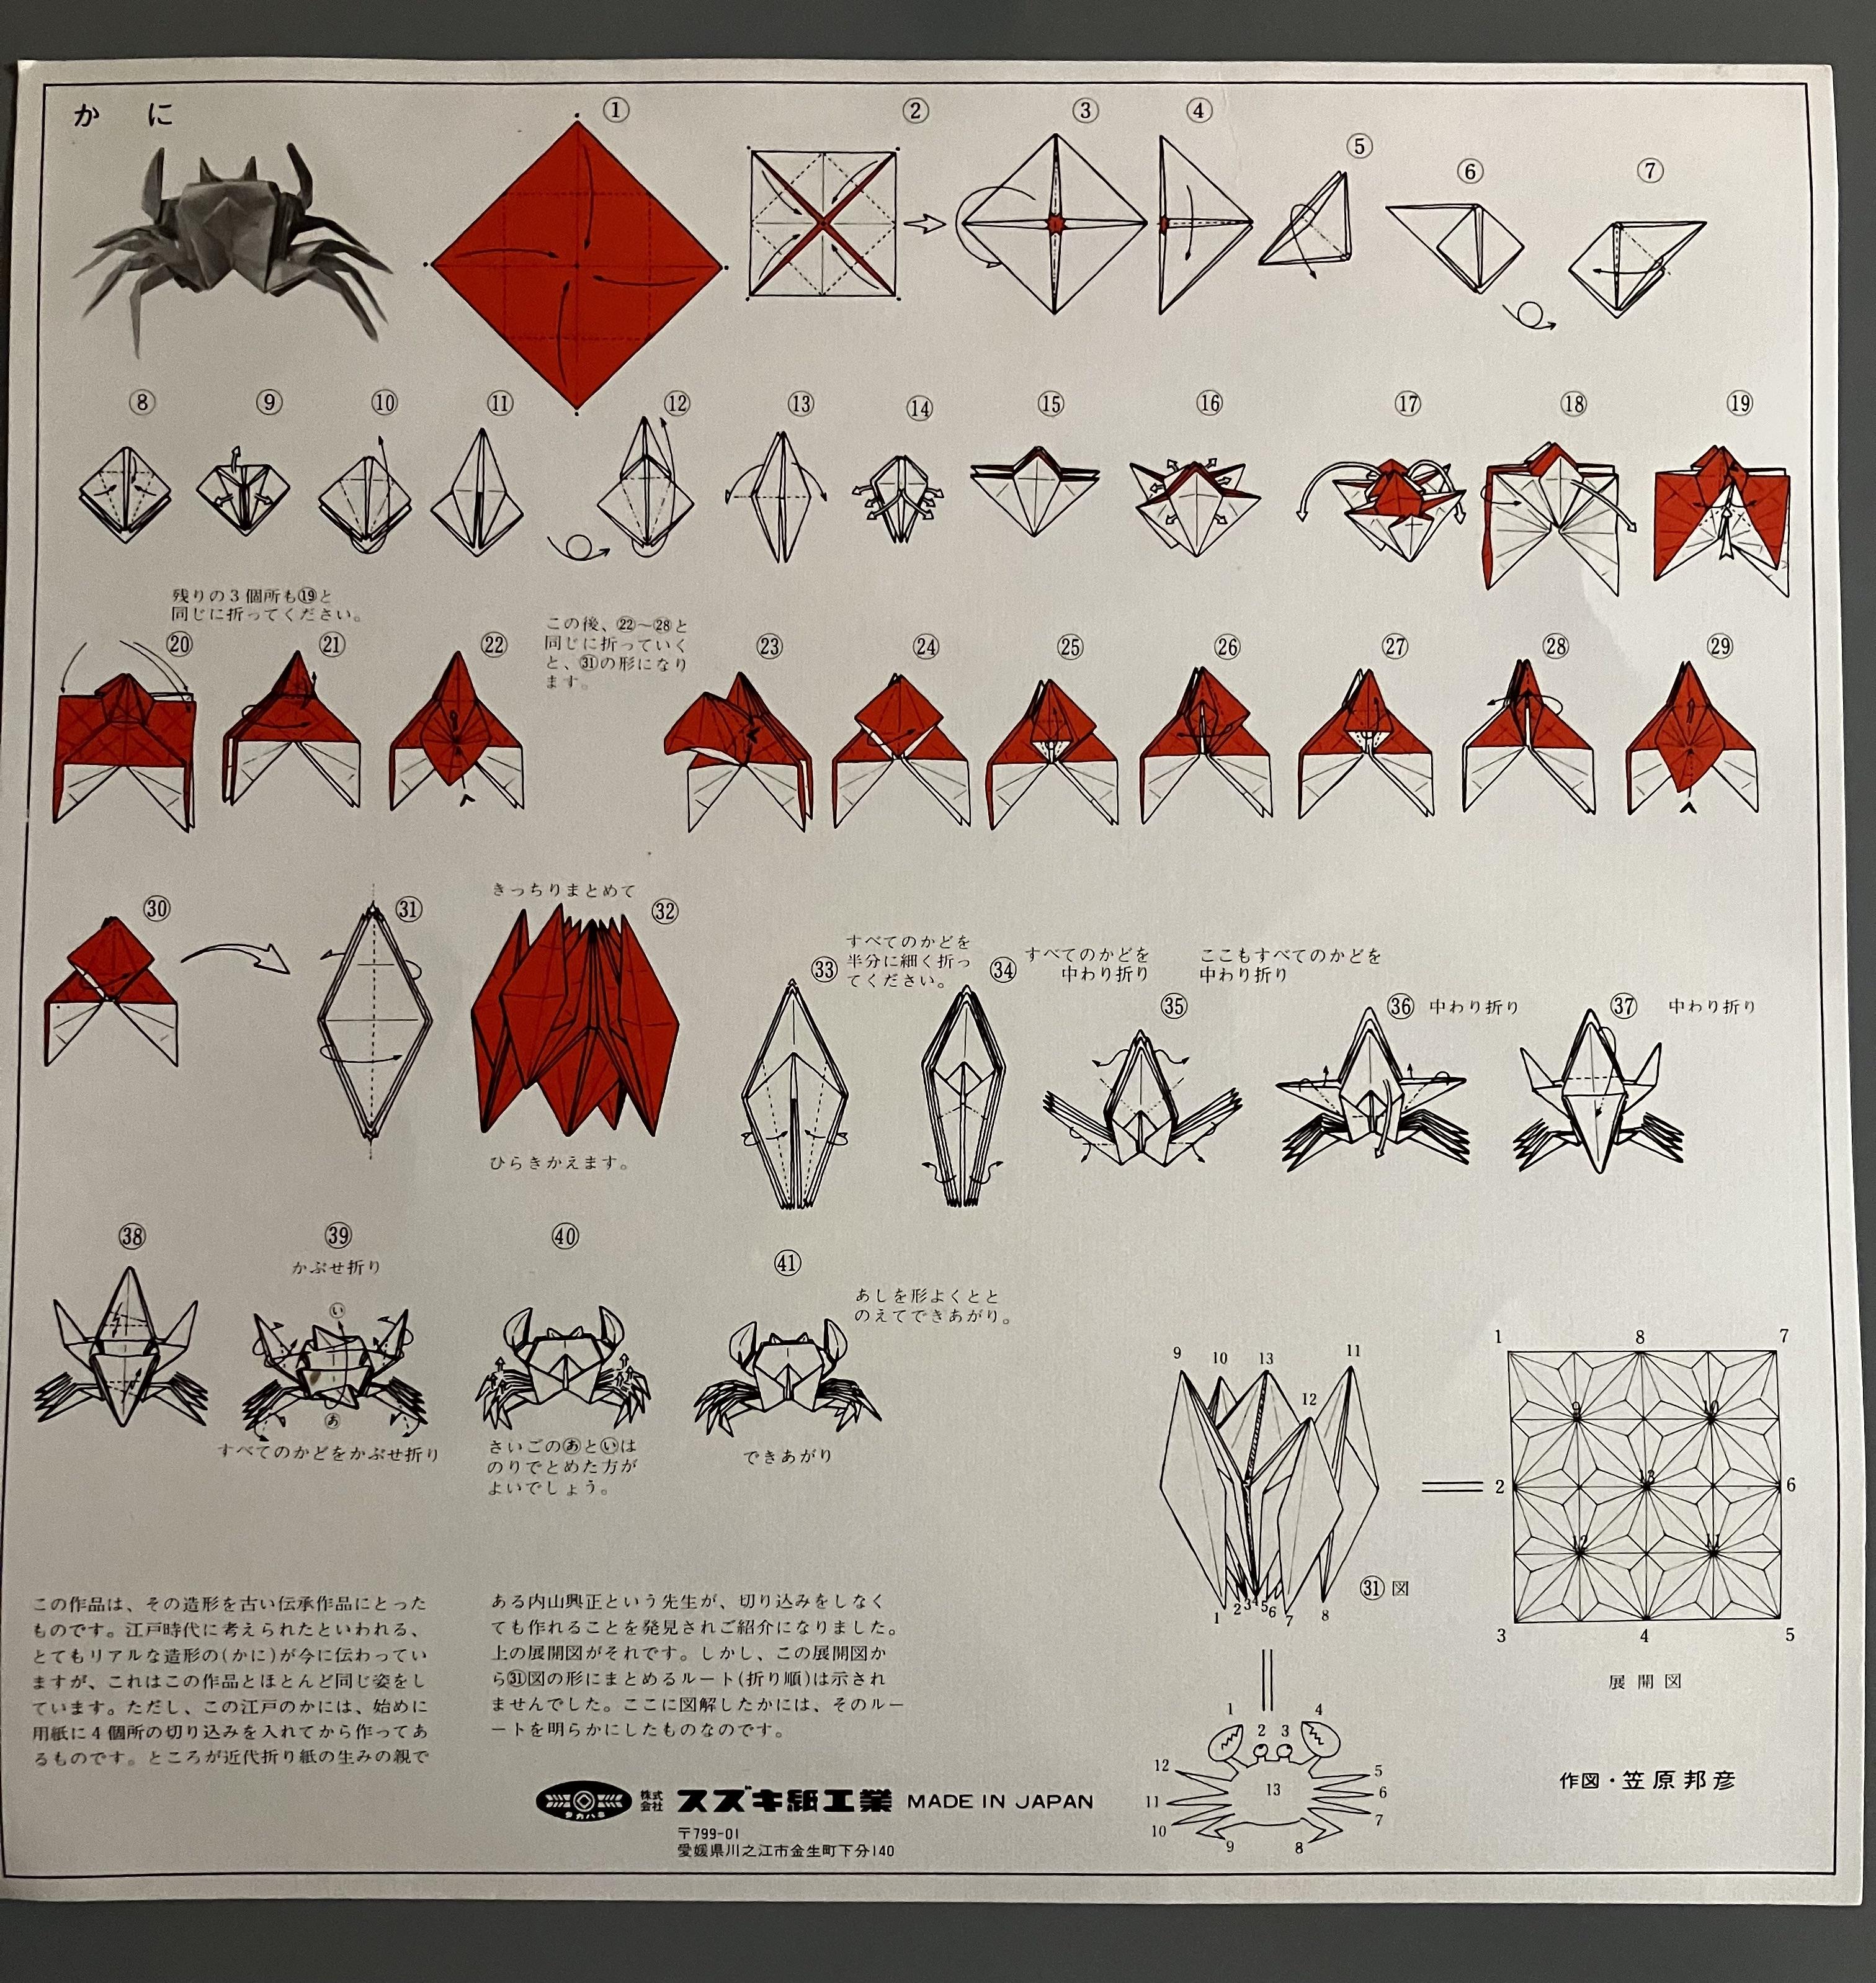 かに
①
②
③
④
⑤
⑥
⑦
⑧
⑨
⑩
⑪
⑫
⑬
⑭
⑮
⑯
⑰
⑱
⑲
残りの3個所も⑲と
同じに折ってください。
⑳
㉑
㉒
この後、㉒〜㉘と
同じに折っていく
と、㉛の形になり
ます。
㉓
㉔
㉕
㉖
㉗
㉘
㉙
㉚
㉛
きっちりまとめて
㉜
ひらきかえます。
㉝
すべてのかどを
半分に細く折っ
てください。
㉞
すべてのかどを
中わり折り
㉟
ここもすべてのかどを
中わり折り
㊱ 中わり折り
㊲ 中わり折り
㊳
㊴
かぶせ折り
い
あ
すべてのかどをかぶせ折り
㊵
さいごのあといは
のりでとめた方が
よいでしょう。
㊶
あしを形よくとと
のえてできあがり。
できあがり
9 10 13 11
12
1 2 3 4 5 6 7 8
㉛図
1 8 7
9 10
2 13 6
12 11
3 4 5
展開図
1 2 3 4
12 5
11 13 6
10 7
9 8
作図・笠原邦彦
この作品は、その造形を古い伝承作品にとった
ものです。江戸時代に考えられたといわれる、
とてもリアルな造形の(かに)が今に伝わってい
ますが、これはこの作品とほとんど同じ姿をし
ています。ただし、この江戸のかには、始めに
用紙に4個所の切り込みを入れてから作ってあ
るものです。ところが近代折り紙の生みの親で
ある内山興正という先生が、切り込みをしなく
ても作れることを発見されご紹介になりました。
上の展開図がそれです。しかし、この展開図か
ら㉛図の形にまとめるルート(折り順)は示され
ませんでした。ここに図解したかには、そのルー
ートを明らかにしたものなのです。
株式会社 スズキ紙工業 MADE IN JAPAN
〒799-01
愛媛県川之江市金生町下分140